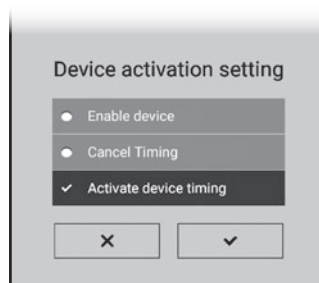 Device activation setting
Enable device
Cancel Timing
Activate device timing